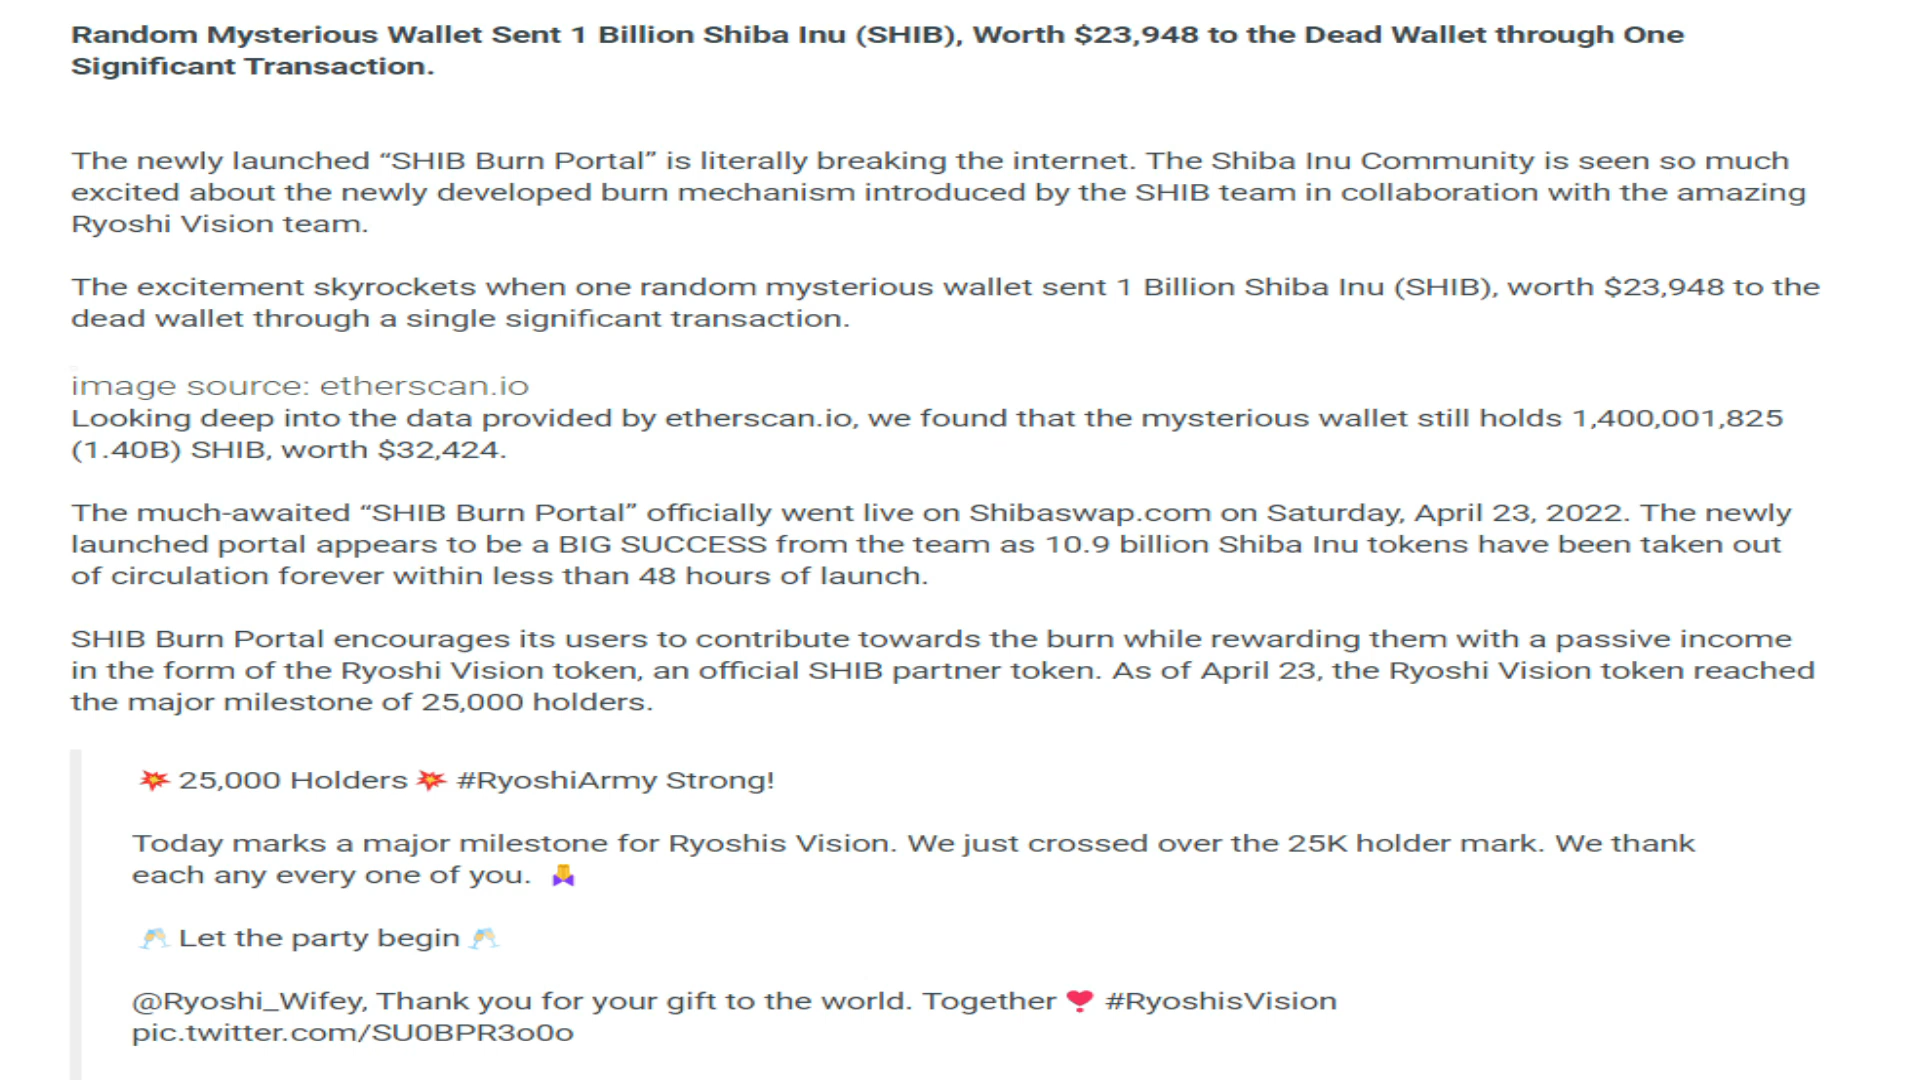 Random Mysterious Wallet Sent 1 Billion Shiba Inu (SHIB), Worth $23,948 to the Dead Wallet through One
Significant Transaction.
The newly launched “SHIB Burn Portal” is literally breaking the internet. The Shiba Inu Community is seen so much
excited about the newly developed burn mechanism introduced by the SHIB team in collaboration with the amazing
Ryoshi Vision team.
The excitement skyrockets when one random mysterious wallet sent 1 Billion Shiba Inu (SHIB), worth $23,948 to the
dead wallet through a single significant transaction.
image source: etherscan.io
Looking deep into the data provided by etherscan.io, we found that the mysterious wallet still holds 1,400,001,825
(1.40B) SHIB, worth $32,424.
The much-awaited “SHIB Burn Portal” officially went live on Shibaswap.com on Saturday, April 23, 2022. The newly
launched portal appears to be a BIG SUCCESS from the team as 10.9 billion Shiba Inu tokens have been taken out
of circulation forever within less than 48 hours of launch.
SHIB Burn Portal encourages its users to contribute towards the burn while rewarding them with a passive income
in the form of the Ryoshi Vision token, an official SHIB partner token. As of April 23, the Ryoshi Vision token reached
the major milestone of 25,000 holders.
💥 25,000 Holders 💥 #RyoshiArmy Strong!
Today marks a major milestone for Ryoshis Vision. We just crossed over the 25K holder mark. We thank
each any every one of you. 🙏
🥂 Let the party begin 🥂
@Ryoshi_Wifey, Thank you for your gift to the world. Together ❣ #RyoshisVision
pic.twitter.com/SU0BPR3o0o